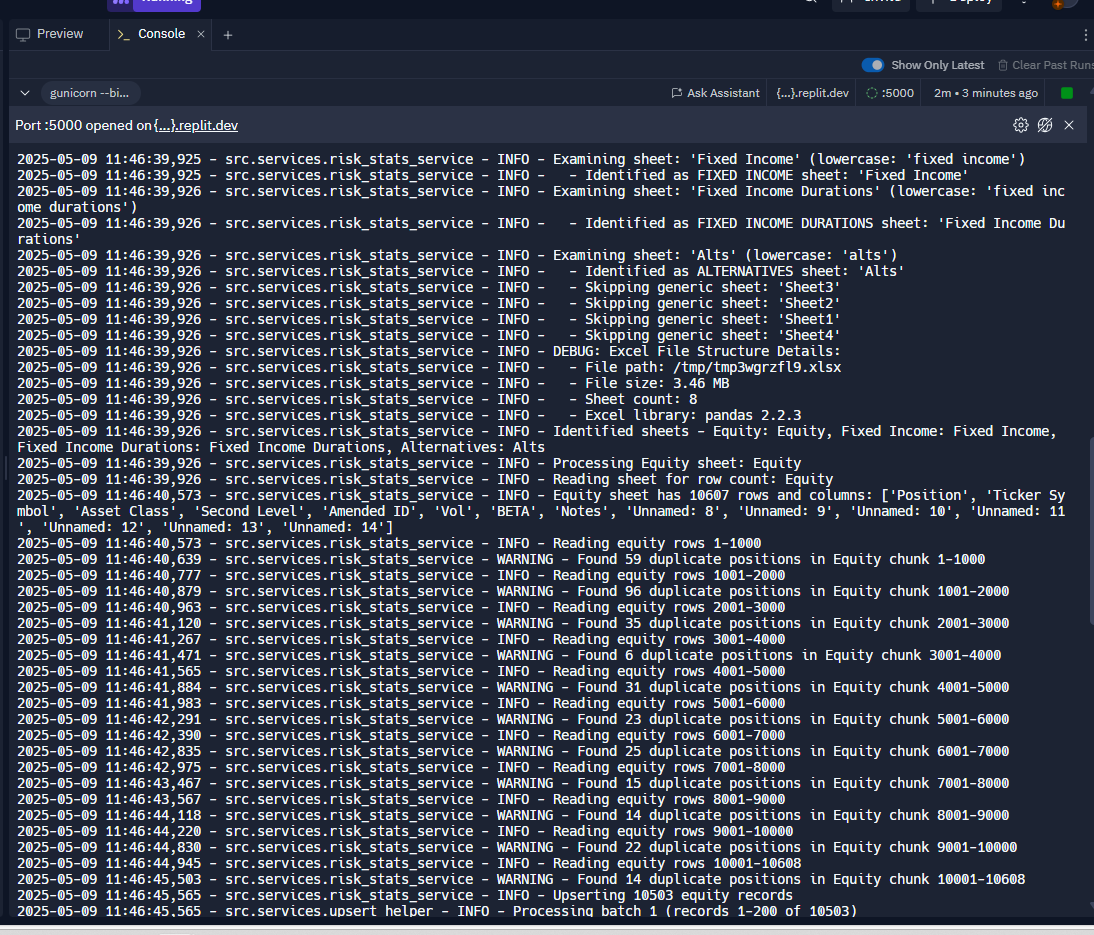 Running
Invite
Deploy
Preview
Console
Show Only Latest
Clear Past Runs
gunicorn --bi...
Ask Assistant
{...}.replit.dev
:5000
2m • 3 minutes ago
Port :5000 opened on {...}.replit.dev
2025-05-09 11:46:39,925 - src.services.risk_stats_service - INFO - Examining sheet: 'Fixed Income' (lowercase: 'fixed income')
2025-05-09 11:46:39,925 - src.services.risk_stats_service - INFO -   - Identified as FIXED INCOME sheet: 'Fixed Income'
2025-05-09 11:46:39,926 - src.services.risk_stats_service - INFO - Examining sheet: 'Fixed Income Durations' (lowercase: 'fixed inc
ome durations')
2025-05-09 11:46:39,926 - src.services.risk_stats_service - INFO -   - Identified as FIXED INCOME DURATIONS sheet: 'Fixed Income Du
rations'
2025-05-09 11:46:39,926 - src.services.risk_stats_service - INFO - Examining sheet: 'Alts' (lowercase: 'alts')
2025-05-09 11:46:39,926 - src.services.risk_stats_service - INFO -   - Identified as ALTERNATIVES sheet: 'Alts'
2025-05-09 11:46:39,926 - src.services.risk_stats_service - INFO -   - Skipping generic sheet: 'Sheet3'
2025-05-09 11:46:39,926 - src.services.risk_stats_service - INFO -   - Skipping generic sheet: 'Sheet2'
2025-05-09 11:46:39,926 - src.services.risk_stats_service - INFO -   - Skipping generic sheet: 'Sheet1'
2025-05-09 11:46:39,926 - src.services.risk_stats_service - INFO -   - Skipping generic sheet: 'Sheet4'
2025-05-09 11:46:39,926 - src.services.risk_stats_service - INFO - DEBUG: Excel File Structure Details:
2025-05-09 11:46:39,926 - src.services.risk_stats_service - INFO -   - File path: /tmp/tmp3wgrzfl9.xlsx
2025-05-09 11:46:39,926 - src.services.risk_stats_service - INFO -   - File size: 3.46 MB
2025-05-09 11:46:39,926 - src.services.risk_stats_service - INFO -   - Sheet count: 8
2025-05-09 11:46:39,926 - src.services.risk_stats_service - INFO -   - Excel library: pandas 2.2.3
2025-05-09 11:46:39,926 - src.services.risk_stats_service - INFO - Identified sheets - Equity: Equity, Fixed Income: Fixed Income,
Fixed Income Durations: Fixed Income Durations, Alternatives: Alts
2025-05-09 11:46:39,926 - src.services.risk_stats_service - INFO - Processing Equity sheet: Equity
2025-05-09 11:46:39,926 - src.services.risk_stats_service - INFO - Reading sheet for row count: Equity
2025-05-09 11:46:40,573 - src.services.risk_stats_service - INFO - Equity sheet has 10607 rows and columns: ['Position', 'Ticker Sy
mbol', 'Asset Class', 'Second Level', 'Amended ID', 'Vol', 'BETA', 'Notes', 'Unnamed: 8', 'Unnamed: 9', 'Unnamed: 10', 'Unnamed: 11
', 'Unnamed: 12', 'Unnamed: 13', 'Unnamed: 14']
2025-05-09 11:46:40,573 - src.services.risk_stats_service - INFO - Reading equity rows 1-1000
2025-05-09 11:46:40,639 - src.services.risk_stats_service - WARNING - Found 59 duplicate positions in Equity chunk 1-1000
2025-05-09 11:46:40,777 - src.services.risk_stats_service - INFO - Reading equity rows 1001-2000
2025-05-09 11:46:40,879 - src.services.risk_stats_service - WARNING - Found 96 duplicate positions in Equity chunk 1001-2000
2025-05-09 11:46:40,963 - src.services.risk_stats_service - INFO - Reading equity rows 2001-3000
2025-05-09 11:46:41,120 - src.services.risk_stats_service - WARNING - Found 35 duplicate positions in Equity chunk 2001-3000
2025-05-09 11:46:41,267 - src.services.risk_stats_service - INFO - Reading equity rows 3001-4000
2025-05-09 11:46:41,471 - src.services.risk_stats_service - WARNING - Found 6 duplicate positions in Equity chunk 3001-4000
2025-05-09 11:46:41,565 - src.services.risk_stats_service - INFO - Reading equity rows 4001-5000
2025-05-09 11:46:41,884 - src.services.risk_stats_service - WARNING - Found 31 duplicate positions in Equity chunk 4001-5000
2025-05-09 11:46:41,983 - src.services.risk_stats_service - INFO - Reading equity rows 5001-6000
2025-05-09 11:46:42,291 - src.services.risk_stats_service - WARNING - Found 23 duplicate positions in Equity chunk 5001-6000
2025-05-09 11:46:42,390 - src.services.risk_stats_service - INFO - Reading equity rows 6001-7000
2025-05-09 11:46:42,835 - src.services.risk_stats_service - WARNING - Found 25 duplicate positions in Equity chunk 6001-7000
2025-05-09 11:46:42,975 - src.services.risk_stats_service - INFO - Reading equity rows 7001-8000
2025-05-09 11:46:43,467 - src.services.risk_stats_service - WARNING - Found 15 duplicate positions in Equity chunk 7001-8000
2025-05-09 11:46:43,567 - src.services.risk_stats_service - INFO - Reading equity rows 8001-9000
2025-05-09 11:46:44,118 - src.services.risk_stats_service - WARNING - Found 14 duplicate positions in Equity chunk 8001-9000
2025-05-09 11:46:44,220 - src.services.risk_stats_service - INFO - Reading equity rows 9001-10000
2025-05-09 11:46:44,830 - src.services.risk_stats_service - WARNING - Found 22 duplicate positions in Equity chunk 9001-10000
2025-05-09 11:46:44,945 - src.services.risk_stats_service - INFO - Reading equity rows 10001-10608
2025-05-09 11:46:45,503 - src.services.risk_stats_service - WARNING - Found 14 duplicate positions in Equity chunk 10001-10608
2025-05-09 11:46:45,565 - src.services.risk_stats_service - INFO - Upserting 10503 equity records
2025-05-09 11:46:45,565 - src.services.upsert_helper - INFO - Processing batch 1 (records 1-200 of 10503)